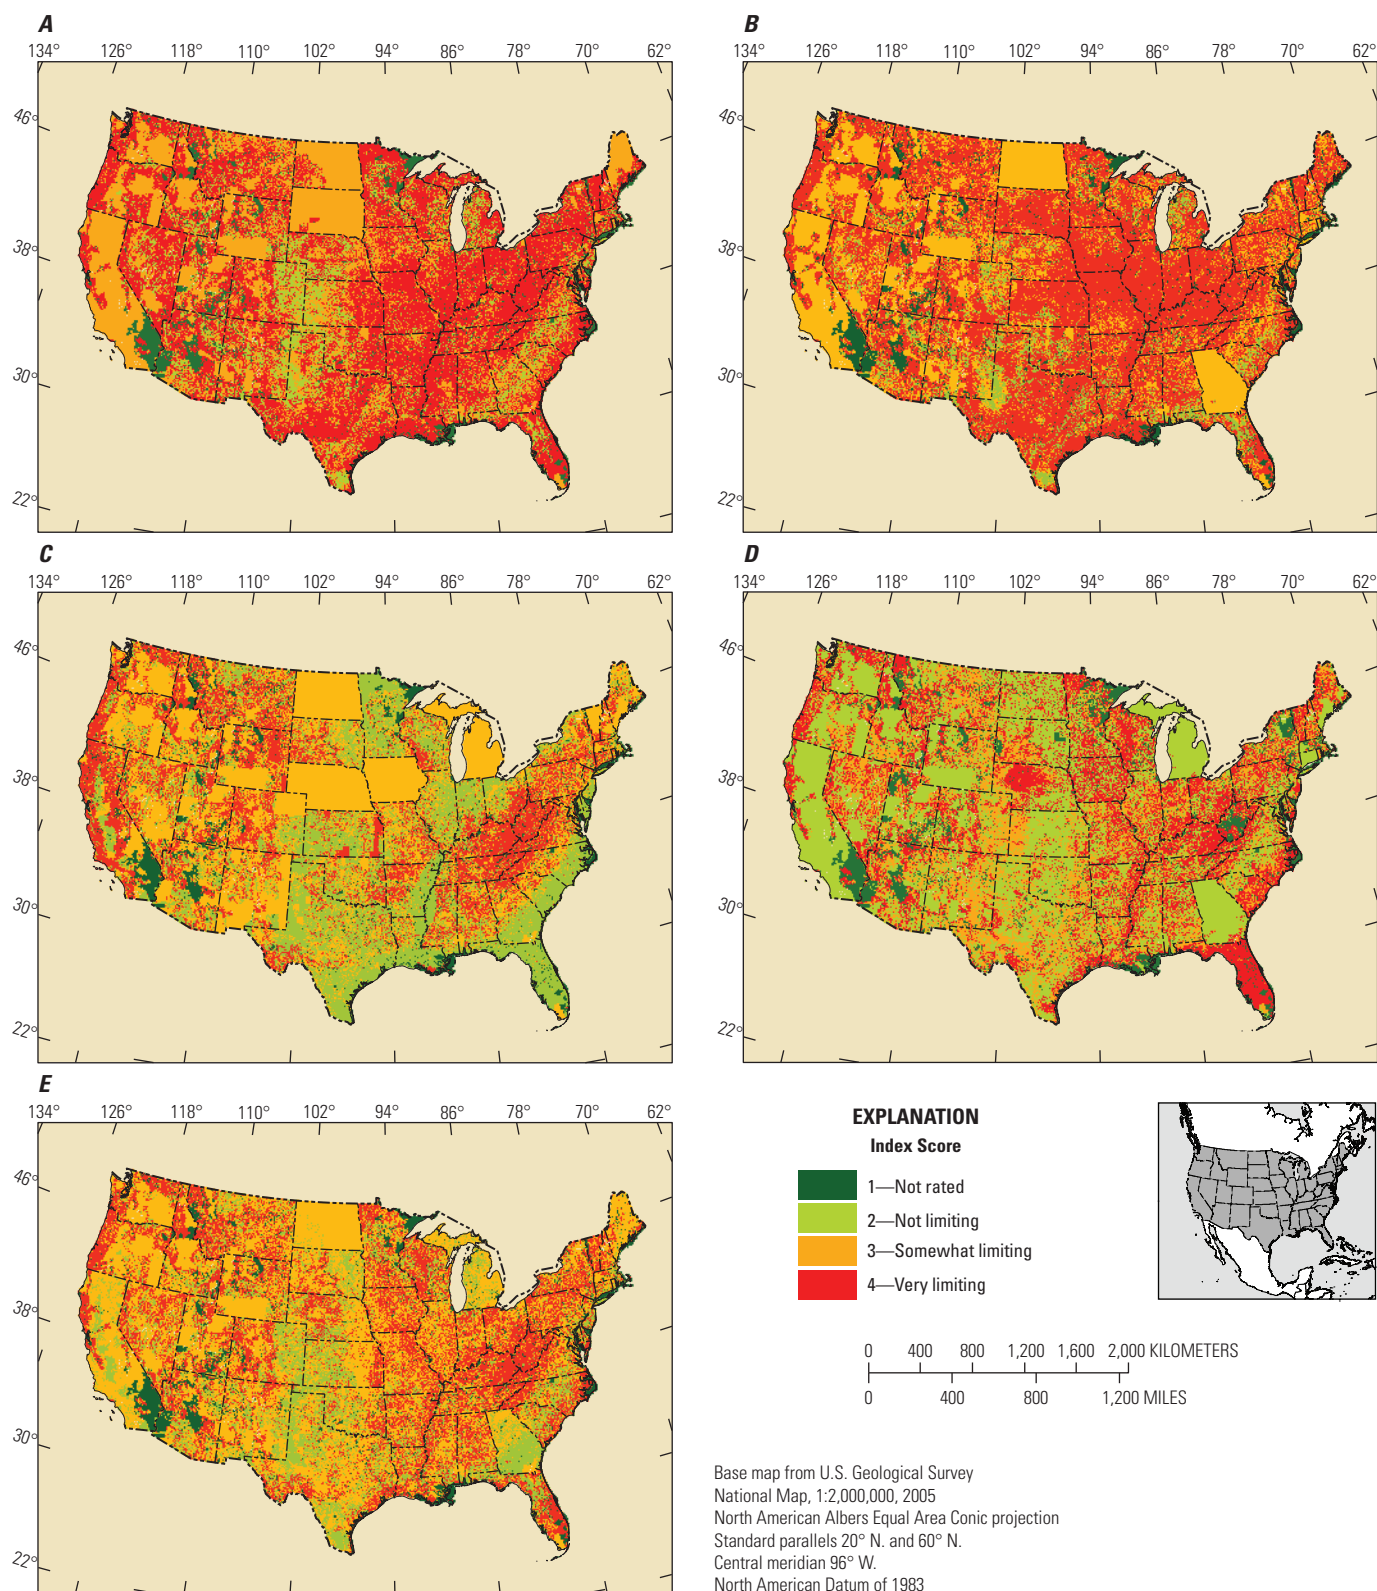 A
134° 126° 118° 110° 102° 94° 86° 78° 70° 62°
46°
38°
30°
22°
B
134° 126° 118° 110° 102° 94° 86° 78° 70° 62°
46°
38°
30°
22°
C
134° 126° 118° 110° 102° 94° 86° 78° 70° 62°
46°
38°
30°
22°
D
134° 126° 118° 110° 102° 94° 86° 78° 70° 62°
46°
38°
30°
22°
E
134° 126° 118° 110° 102° 94° 86° 78° 70° 62°
46°
38°
30°
22°
EXPLANATION
Index Score
1—Not rated
2—Not limiting
3—Somewhat limiting
4—Very limiting
0 400 800 1,200 1,600 2,000 KILOMETERS
0 400 800 1,200 MILES
Base map from U.S. Geological Survey
National Map, 1:2,000,000, 2005
North American Albers Equal Area Conic projection
Standard parallels 20° N. and 60° N.
Central meridian 96° W.
North American Datum of 1983